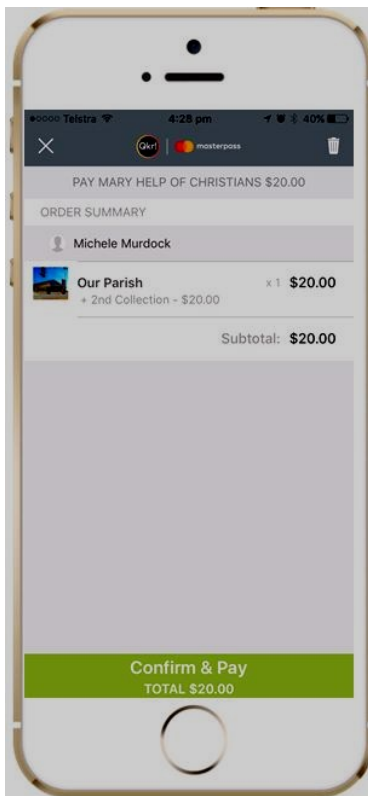 Telstra 4:28 pm 40%
Qkr! masterpass
PAY MARY HELP OF CHRISTIANS $20.00
ORDER SUMMARY
Michele Murdock
Our Parish x 1 $20.00
+ 2nd Collection - $20.00
Subtotal: $20.00
Confirm & Pay
TOTAL $20.00